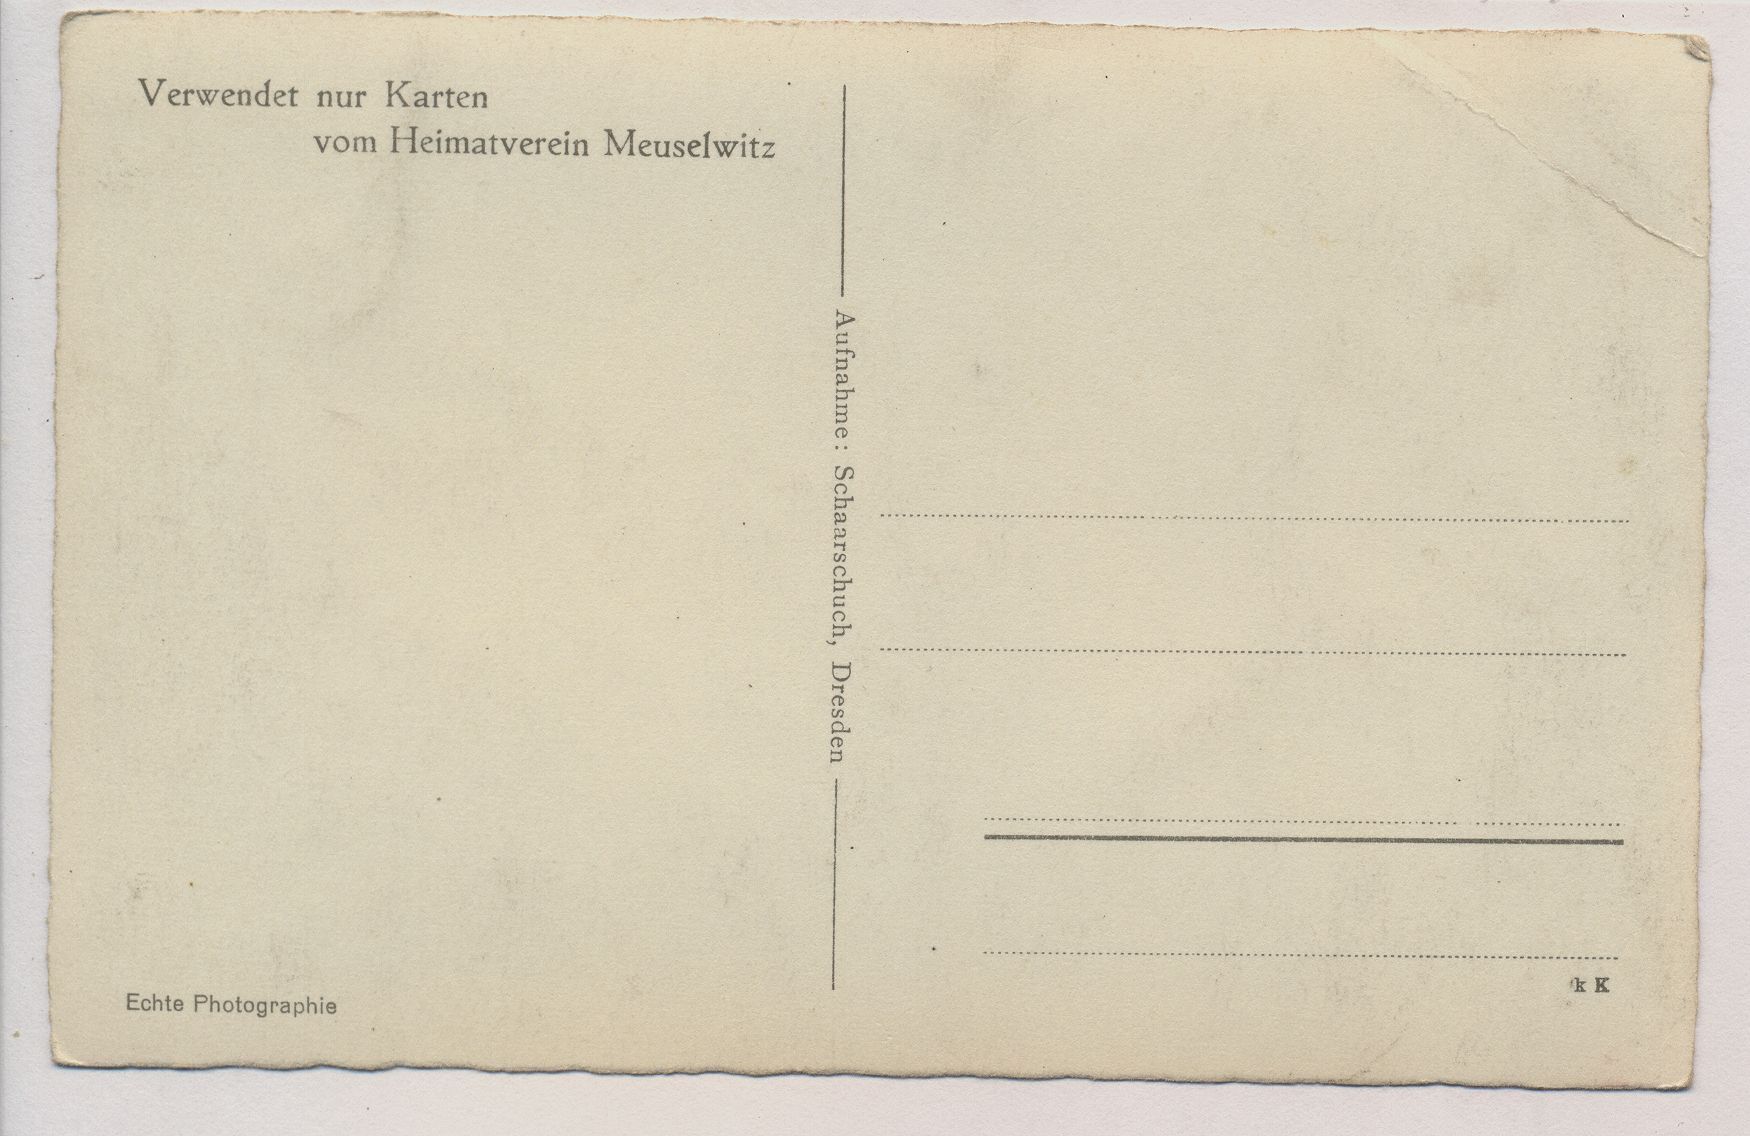 Verwendet nur Karten
vom Heimatverein Meuselwitz
Aufnahme: Schaarschuch, Dresden
Echte Photographie
k K